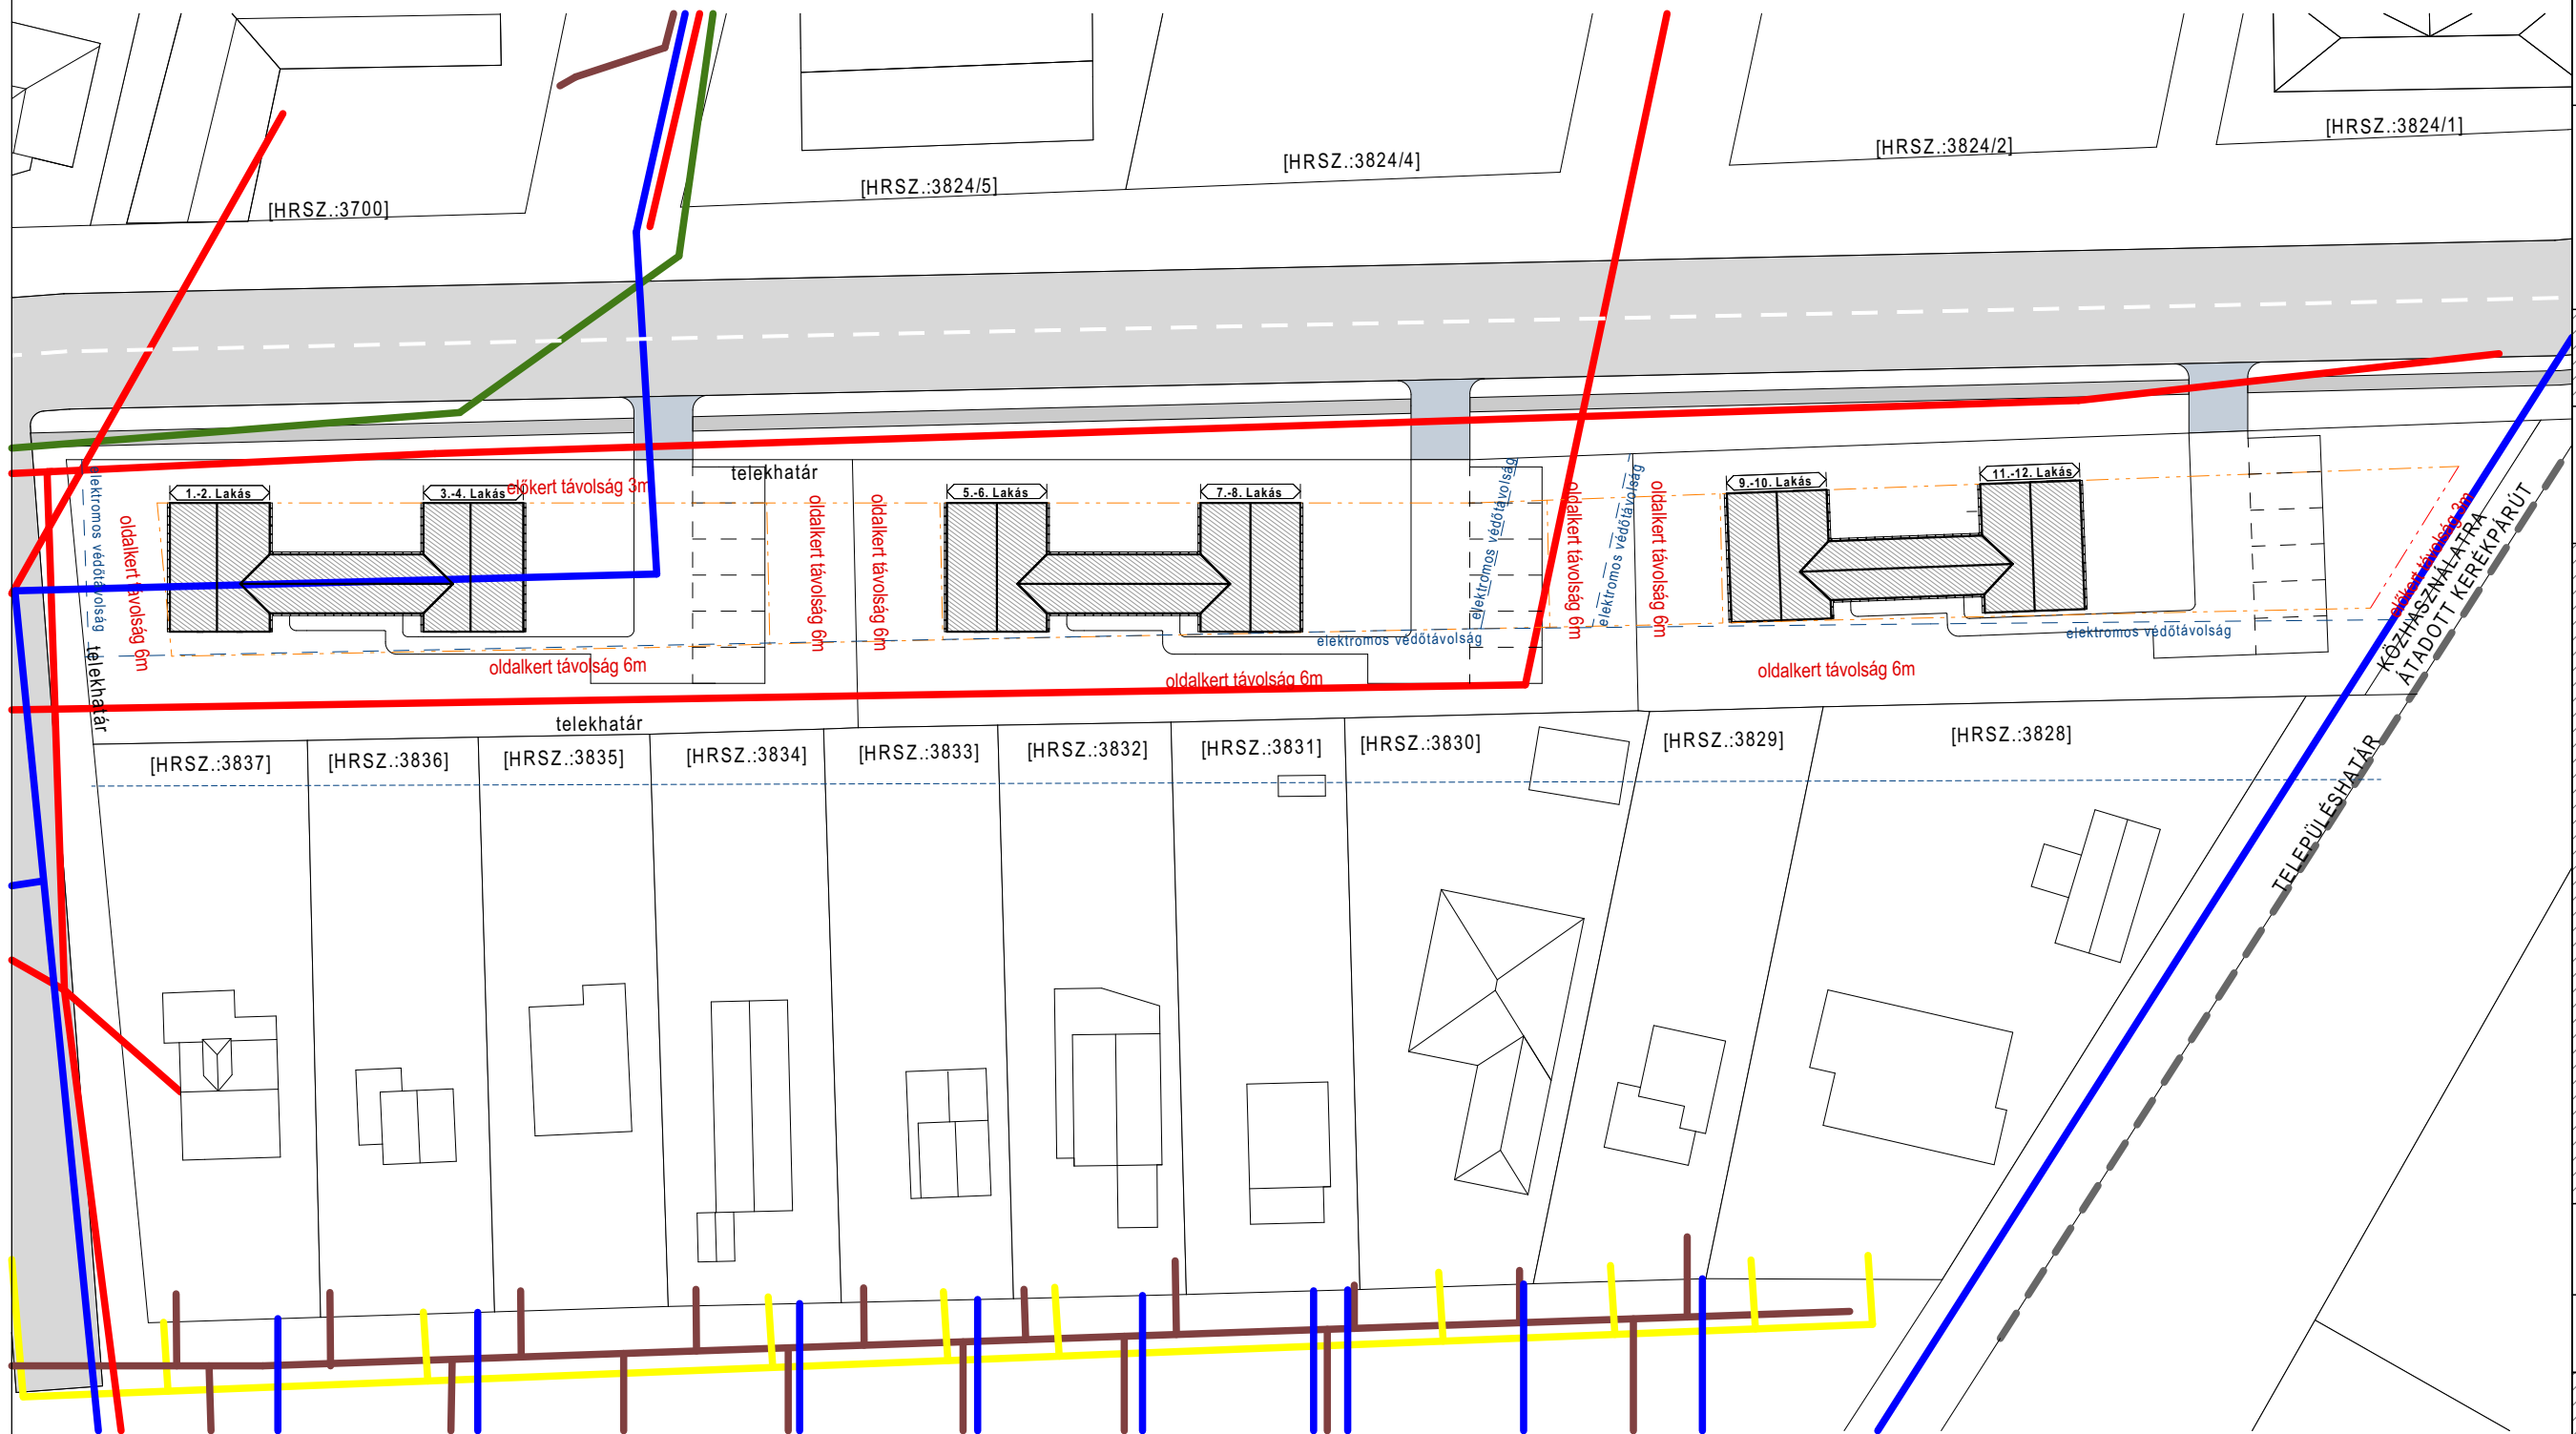 [HRSZ.:3700]
[HRSZ.:3824/5]
[HRSZ.:3824/4]
[HRSZ.:3824/2]
[HRSZ.:3824/1]
telekhatár
előkert távolság 3m
1.-2. Lakás
3.-4. Lakás
5.-6. Lakás
7.-8. Lakás
9.-10. Lakás
11.-12. Lakás
elektromos védőtávolság
oldalkert távolság 6m
oldalkert távolság 6m
oldalkert távolság 6m
elektromos védőtávolság
oldalkert távolság 6m
elektromos védőtávolság
oldalkert távolság 6m
előkert távolság 3m
KÖZHASZNÁLATRA
ÁTADOTT KERÉKPÁRÚT
elektromos védőtávolság
elektromos védőtávolság
telekhatár
oldalkert távolság 6m
oldalkert távolság 6m
oldalkert távolság 6m
telekhatár
[HRSZ.:3837]
[HRSZ.:3836]
[HRSZ.:3835]
[HRSZ.:3834]
[HRSZ.:3833]
[HRSZ.:3832]
[HRSZ.:3831]
[HRSZ.:3830]
[HRSZ.:3829]
[HRSZ.:3828]
TELEPÜLÉSHATÁR